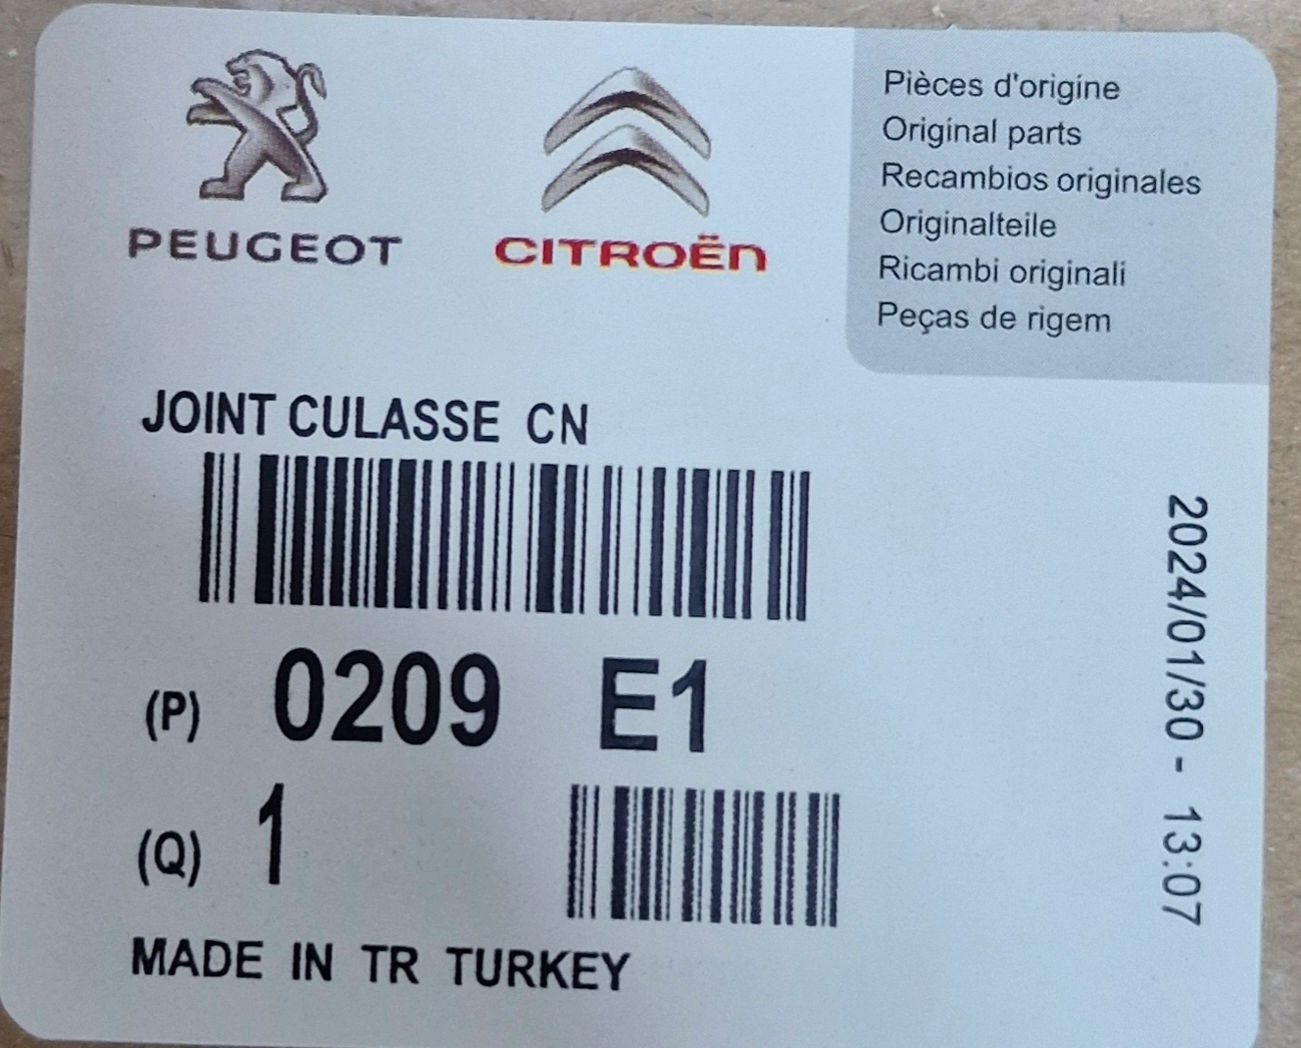 PEUGEOT
CITROËn
Pièces d'origine
Original parts
Recambios originales
Originalteile
Ricambi originali
Peças de rigem
JOINT CULASSE CN
(P) 0209 E1
(Q) 1
MADE IN TR TURKEY
2024/01/30 - 13:07